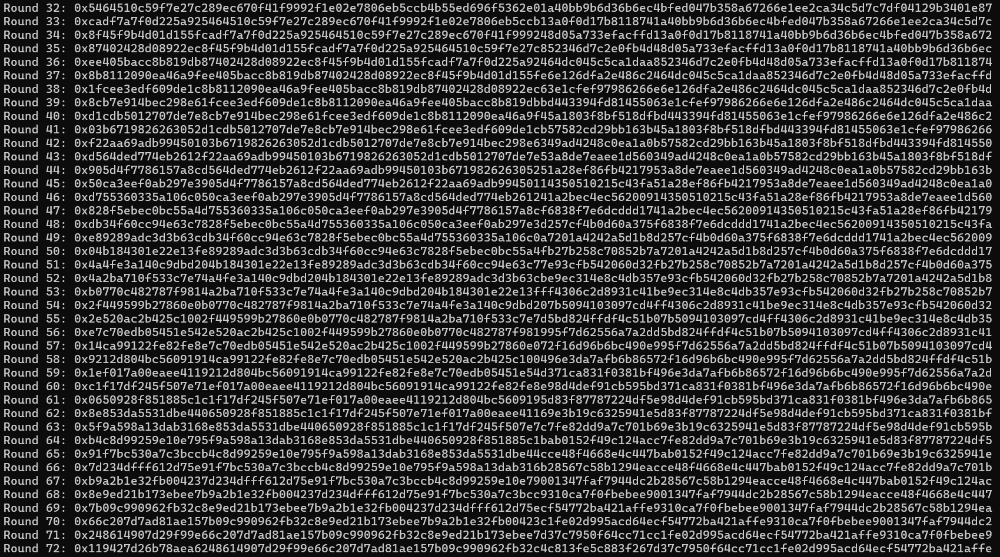 Round 32: 0x5464510c59f7e27c289ec670f41f9992f1e02e7806eb5ccb4b55ed696f5362e01a40bb9b6d36b6ec4bfed047b358a67266e1ee2ca34c5d7c7df04129b3401e87
Round 33: 0xcadf7a7f0d225a925464510c59f7e27c289ec670f41f9992f1e02e7806eb5ccb13a0f0d17b8118741a40bb9b6d36b6ec4bfed047b358a67266e1ee2ca34c5d7c
Round 34: 0x8f45f9b4d01d155fcadf7a7f0d225a925464510c59f7e27c289ec670f41f999248d05a733efacffd13a0f0d17b8118741a40bb9b6d36b6ec4bfed047b358a672
Round 35: 0x87402428d08922ec8f45f9b4d01d155fcadf7a7f0d225a925464510c59f7e27c852346d7c2e0fb4d48d05a733efacffd13a0f0d17b8118741a40bb9b6d36b6ec
Round 36: 0xee405bacc8b819db87402428d08922ec8f45f9b4d01d155fcadf7a7f0d225a92464dc045c5ca1daa852346d7c2e0fb4d48d05a733efacffd13a0f0d17b811874
Round 37: 0x8b8112090ea46a9fee405bacc8b819db87402428d08922ec8f45f9b4d01d155fe6e126dfa2e486c2464dc045c5ca1daa852346d7c2e0fb4d48d05a733efacffd
Round 38: 0x1fcee3edf609de1c8b8112090ea46a9fee405bacc8b819db87402428d08922ec63e1cfef97986266e6e126dfa2e486c2464dc045c5ca1daa852346d7c2e0fb4d
Round 39: 0x8cb7e914bec298e61fcee3edf609de1c8b8112090ea46a9fee405bacc8b819dbbd443394fd81455063e1cfef97986266e6e126dfa2e486c2464dc045c5ca1daa
Round 40: 0xd1cdb5012707de7e8cb7e914bec298e61fcee3edf609de1c8b8112090ea46a9f45a1803f8bf518dfbd443394fd81455063e1cfef97986266e6e126dfa2e486c2
Round 41: 0x03b6719826263052d1cdb5012707de7e8cb7e914bec298e61fcee3edf609de1cb57582cd29bb163b45a1803f8bf518dfbd443394fd81455063e1cfef97986266
Round 42: 0xf22aa69adb99450103b6719826263052d1cdb5012707de7e8cb7e914bec298e6349ad4248c0ea1a0b57582cd29bb163b45a1803f8bf518dfbd443394fd814550
Round 43: 0xd564ded774eb2612f22aa69adb99450103b6719826263052d1cdb5012707de7e53a8de7eaee1d560349ad4248c0ea1a0b57582cd29bb163b45a1803f8bf518df
Round 44: 0x905d4f7786157a8cd564ded774eb2612f22aa69adb99450103b671982626305251a28ef86fb4217953a8de7eaee1d560349ad4248c0ea1a0b57582cd29bb163b
Round 45: 0x50ca3eef0ab297e3905d4f7786157a8cd564ded774eb2612f22aa69adb99450114350510215c43fa51a28ef86fb4217953a8de7eaee1d560349ad4248c0ea1a0
Round 46: 0xd755360335a106c050ca3eef0ab297e3905d4f7786157a8cd564ded774eb261241a2bec4ec56200914350510215c43fa51a28ef86fb4217953a8de7eaee1d560
Round 47: 0x828f5ebec0bc55a4d755360335a106c050ca3eef0ab297e3905d4f7786157a8cf6838f7e6dcddd1741a2bec4ec56200914350510215c43fa51a28ef86fb42179
Round 48: 0xdb34f60cc94e63c7828f5ebec0bc55a4d755360335a106c050ca3eef0ab297e3d257cf4b0d60a375f6838f7e6dcddd1741a2bec4ec56200914350510215c43fa
Round 49: 0xe89289adc3d3b63cdb34f60cc94e63c7828f5ebec0bc55a4d755360335a106c0a7201a4242a5d1b8d257cf4b0d60a375f6838f7e6dcddd1741a2bec4ec562009
Round 50: 0x04b184301e22e13fe89289adc3d3b63cdb34f60cc94e63c7828f5ebec0bc55a4fb27b258c70852b7a7201a4242a5d1b8d257cf4b0d60a375f6838f7e6dcddd17
Round 51: 0x4a4fe3a140c9dbd204b184301e22e13fe89289adc3d3b63cdb34f60cc94e63c77e93cfb542060d32fb27b258c70852b7a7201a4242a5d1b8d257cf4b0d60a375
Round 52: 0x4a2ba710f533c7e74a4fe3a140c9dbd204b184301e22e13fe89289adc3d3b63cbe9ec314e8c4db357e93cfb542060d32fb27b258c70852b7a7201a4242a5d1b8
Round 53: 0xb0770c482787f9814a2ba710f533c7e74a4fe3a140c9dbd204b184301e22e13fff4306c2d8931c41be9ec314e8c4db357e93cfb542060d32fb27b258c70852b7
Round 54: 0x2f449599b27860e0b0770c482787f9814a2ba710f533c7e74a4fe3a140c9dbd207b5094103097cd4ff4306c2d8931c41be9ec314e8c4db357e93cfb542060d32
Round 55: 0x2e520ac2b425c1002f449599b27860e0b0770c482787f9814a2ba710f533c7e7d5bd824ffdf4c51b07b5094103097cd4ff4306c2d8931c41be9ec314e8c4db35
Round 56: 0xe7c70edb05451e542e520ac2b425c1002f449599b27860e0b0770c482787f981995f7d62556a7a2dd5bd824ffdf4c51b07b5094103097cd4ff4306c2d8931c41
Round 57: 0x14ca99122fe82fe8e7c70edb05451e542e520ac2b425c1002f449599b27860e072f16d96b6bc490e995f7d62556a7a2dd5bd824ffdf4c51b07b5094103097cd4
Round 58: 0x9212d804bc56091914ca99122fe82fe8e7c70edb05451e542e520ac2b425c100496e3da7afb6b86572f16d96b6bc490e995f7d62556a7a2dd5bd824ffdf4c51b
Round 59: 0x1ef017a00eaee4119212d804bc56091914ca99122fe82fe8e7c70edb05451e54d371ca831f0381bf496e3da7afb6b86572f16d96b6bc490e995f7d62556a7a2d
Round 60: 0xc1f17df245f507e71ef017a00eaee4119212d804bc56091914ca99122fe82fe8e98d4def91cb595bd371ca831f0381bf496e3da7afb6b86572f16d96b6bc490e
Round 61: 0x0650928f851885c1c1f17df245f507e71ef017a00eaee4119212d804bc5609195d83f87787224df5e98d4def91cb595bd371ca831f0381bf496e3da7afb6b865
Round 62: 0x8e853da5531dbe440650928f851885c1c1f17df245f507e71ef017a00eaee41169e3b19c6325941e5d83f87787224df5e98d4def91cb595bd371ca831f0381bf
Round 63: 0x5f9a598a13dab3168e853da5531dbe440650928f851885c1c1f17df245f507e7c7fe82dd9a7c701b69e3b19c6325941e5d83f87787224df5e98d4def91cb595b
Round 64: 0xb4c8d99259e10e795f9a598a13dab3168e853da5531dbe440650928f851885c1bab0152f49c124acc7fe82dd9a7c701b69e3b19c6325941e5d83f87787224df5
Round 65: 0x91f7bc530a7c3bccb4c8d99259e10e795f9a598a13dab3168e853da5531dbe44cce48f4668e4c447bab0152f49c124acc7fe82dd9a7c701b69e3b19c6325941e
Round 66: 0x7d234dfff612d75e91f7bc530a7c3bccb4c8d99259e10e795f9a598a13dab316b28567c58b1294eacce48f4668e4c447bab0152f49c124acc7fe82dd9a7c701b
Round 67: 0xb9a2b1e32fb004237d234dfff612d75e91f7bc530a7c3bccb4c8d99259e10e79001347faf7944dc2b28567c58b1294eacce48f4668e4c447bab0152f49c124ac
Round 68: 0x8e9ed21b173ebee7b9a2b1e32fb004237d234dfff612d75e91f7bc530a7c3bcc9310ca7f0fbebee9001347faf7944dc2b28567c58b1294eacce48f4668e4c447
Round 69: 0x7b09c990962fb32c8e9ed21b173ebee7b9a2b1e32fb004237d234dfff612d75ecf54772ba421affe9310ca7f0fbebee9001347faf7944dc2b28567c58b1294ea
Round 70: 0x66c207d7ad81ae157b09c990962fb32c8e9ed21b173ebee7b9a2b1e32fb00423c1fe02d995acd64ecf54772ba421affe9310ca7f0fbebee9001347faf7944dc2
Round 71: 0x248614907d29f99e66c207d7ad81ae157b09c990962fb32c8e9ed21b173ebee7d37c7950f64cc71cc1fe02d995acd64ecf54772ba421affe9310ca7f0fbebee9
Round 72: 0x119427d26b78aea6248614907d29f99e66c207d7ad81ae157b09c990962fb32c4c813fe5c883f267d37c7950f64cc71cc1fe02d995acd64ecf54772ba421affe